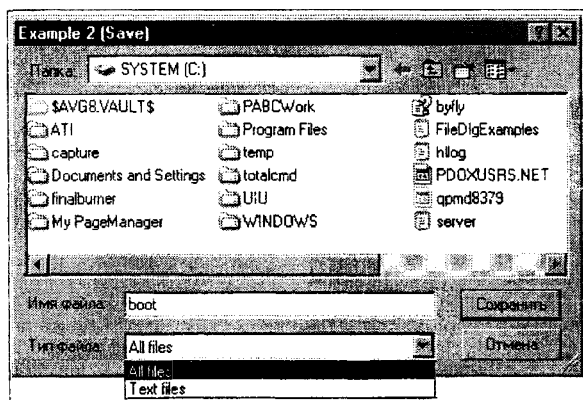 Example 2 (Save)
Папка: SYSTEM (C:)
$AVG8.VAULT$ PABCWork byfly
ATI Program Files FileDlgExamples
capture temp hllog
Documents and Settings totalcmd PDOXUSRS.NET
finalburner UIU qpmd8379
My PageManager WINDOWS server
Имя файла: boot Сохранить
Тип файла: All files Отмена
All files
Text files